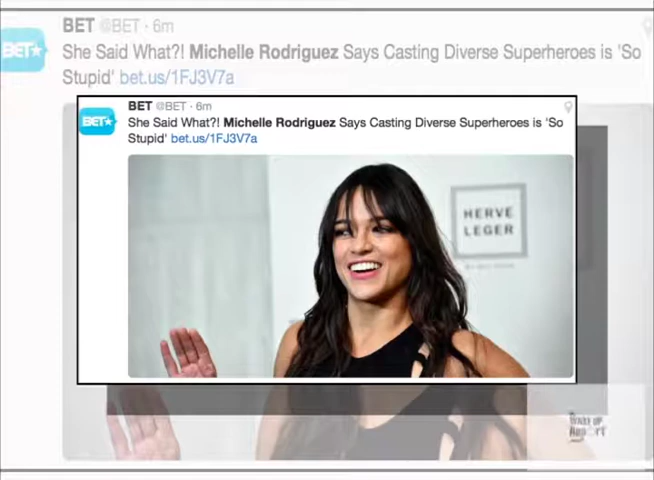 BET @BET · 6m
She Said What?! Michelle Rodriguez Says Casting Diverse Superheroes is 'So
Stupid' bet.us/1FJ3V7a
BET
BET @BET · 6m
She Said What?! Michelle Rodriguez Says Casting Diverse Superheroes is 'So
Stupid' bet.us/1FJ3V7a
BET
HERVE
LEGER